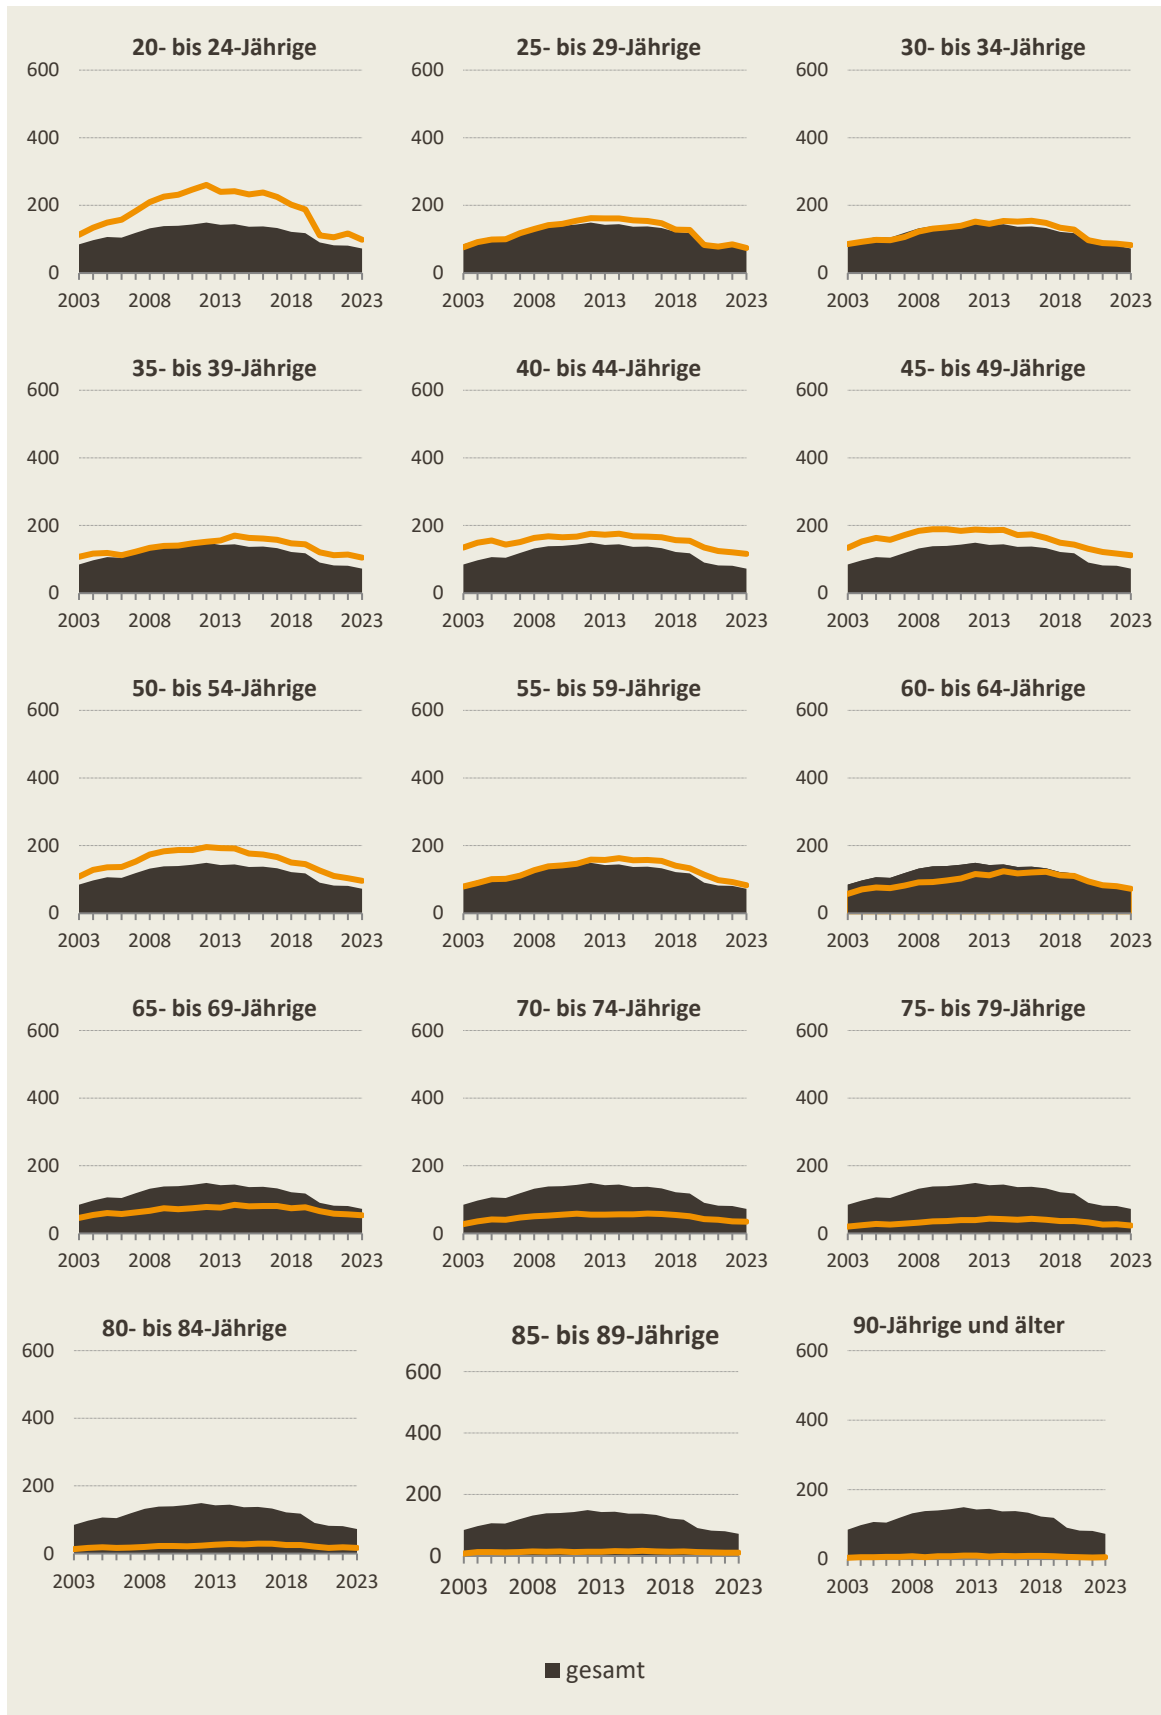 20- bis 24-Jährige 25- bis 29-Jährige 30- bis 34-Jährige
600 600 600
400 400 400
200 200 200
0 0 0
2003 2008 2013 2018 2023 2003 2008 2013 2018 2023 2003 2008 2013 2018 2023
35- bis 39-Jährige 40- bis 44-Jährige 45- bis 49-Jährige
600 600 600
400 400 400
200 200 200
0 0 0
2003 2008 2013 2018 2023 2003 2008 2013 2018 2023 2003 2008 2013 2018 2023
50- bis 54-Jährige 55- bis 59-Jährige 60- bis 64-Jährige
600 600 600
400 400 400
200 200 200
0 0 0
2003 2008 2013 2018 2023 2003 2008 2013 2018 2023 2003 2008 2013 2018 2023
65- bis 69-Jährige 70- bis 74-Jährige 75- bis 79-Jährige
600 600 600
400 400 400
200 200 200
0 0 0
2003 2008 2013 2018 2023 2003 2008 2013 2018 2023 2003 2008 2013 2018 2023
80- bis 84-Jährige 85- bis 89-Jährige 90-Jährige und älter
600 600 600
400 400 400
200 200 200
0 0 0
2003 2008 2013 2018 2023 2003 2008 2013 2018 2023 2003 2008 2013 2018 2023
gesamt